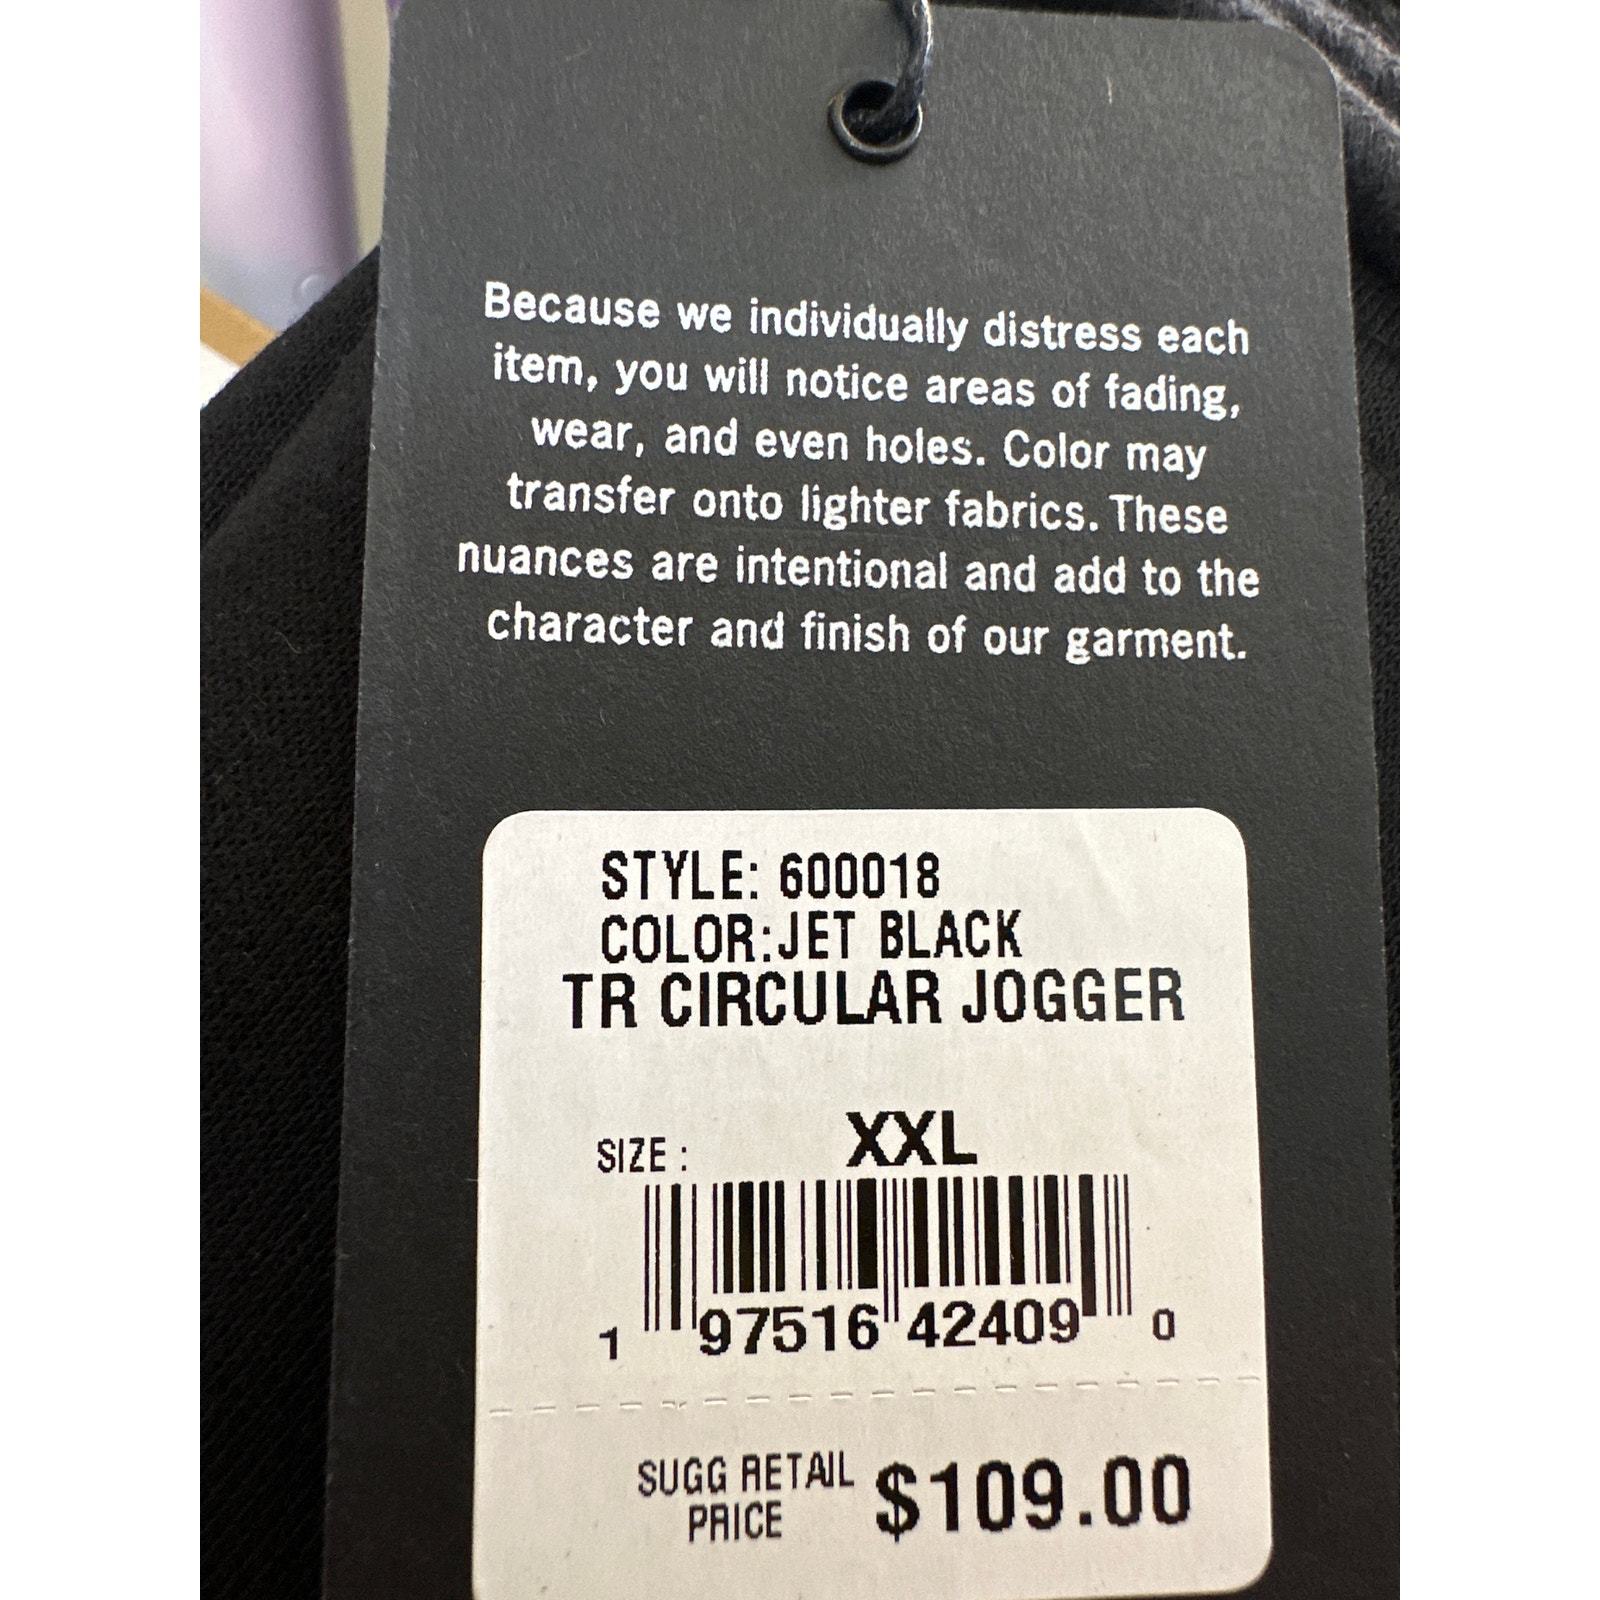 Because we individually distress each
item, you will notice areas of fading,
wear, and even holes. Color may
transfer onto lighter fabrics. These
nuances are intentional and add to the
character and finish of our garment.
STYLE: 600018
COLOR:JET BLACK
TR CIRCULAR JOGGER
SIZE : XXL
1 97516 42409 0
SUGG RETAIL
PRICE $109.00